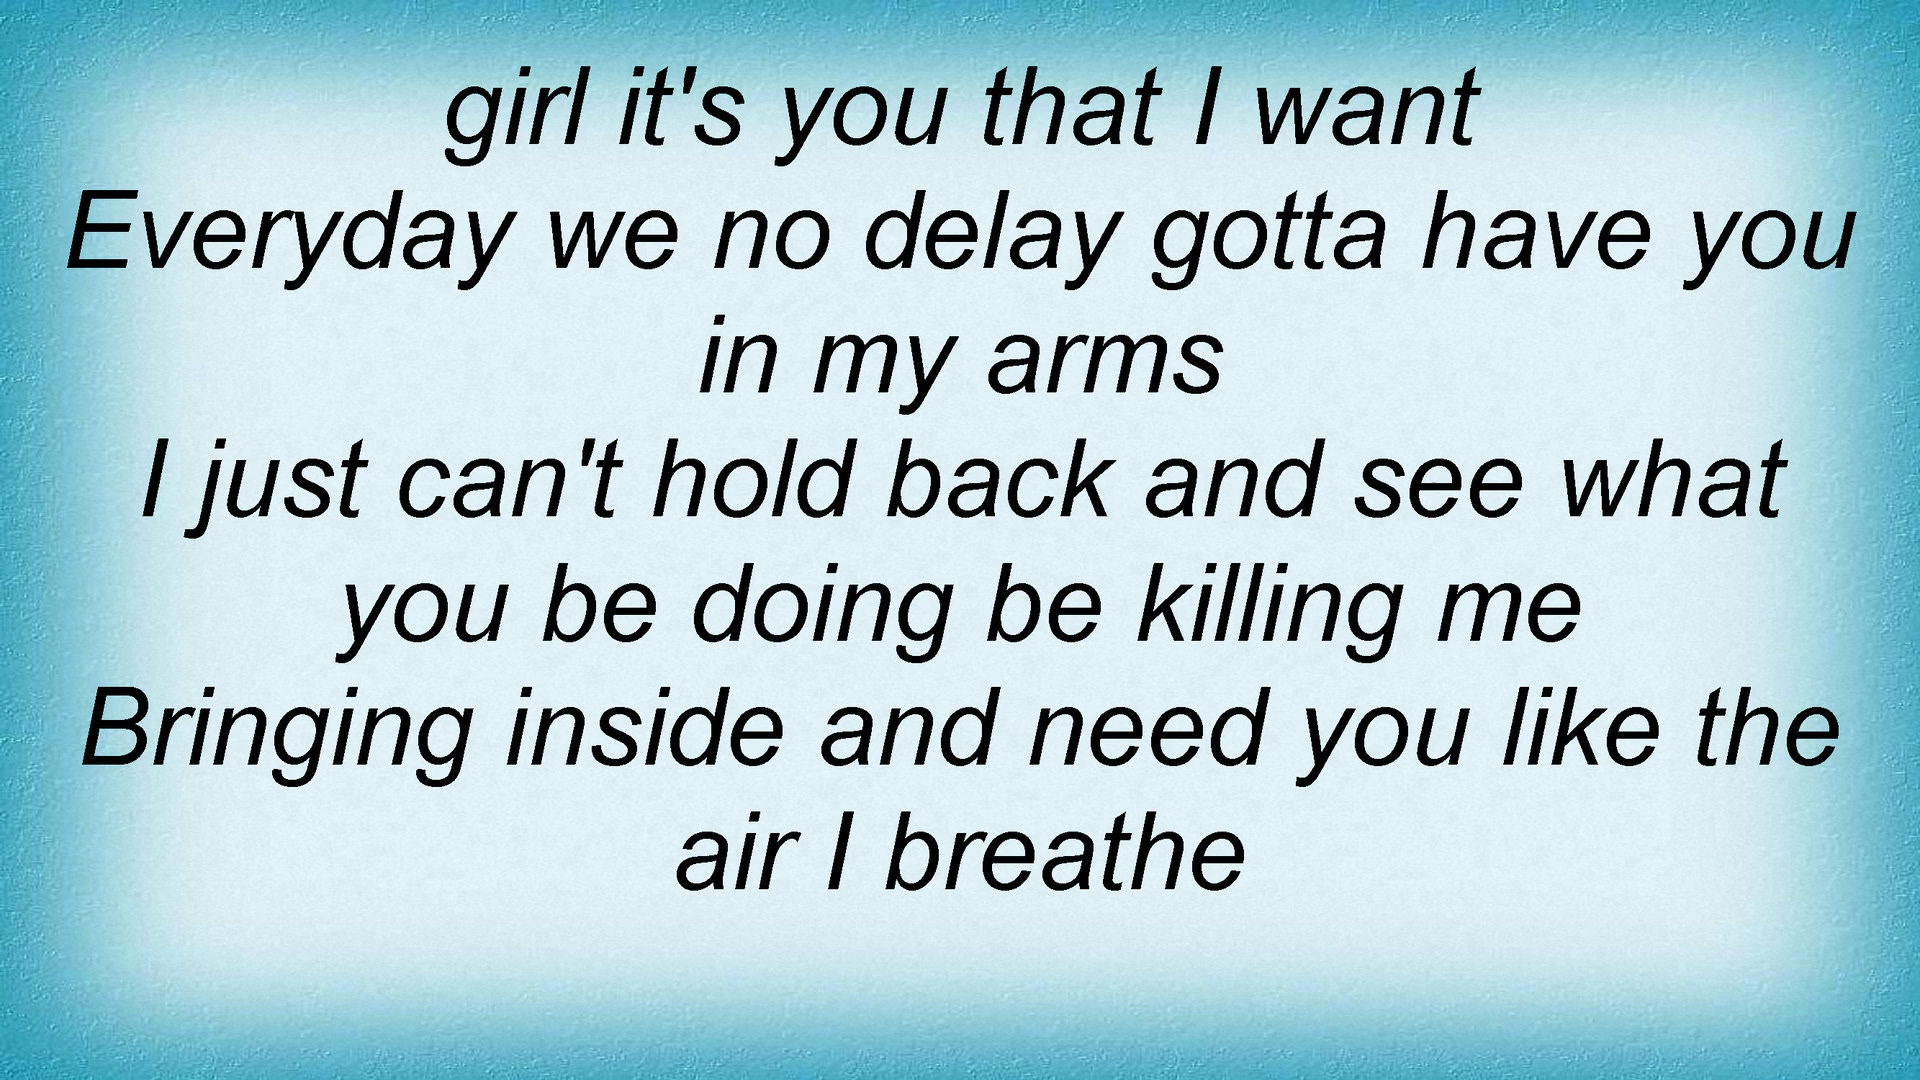 girl it's you that I want
Everyday we no delay gotta have you
in my arms
I just can't hold back and see what
you be doing be killing me
Bringing inside and need you like the
air I breathe